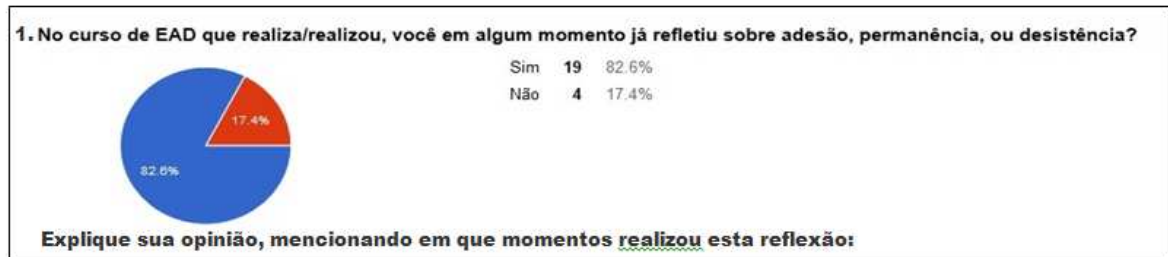 1. No curso de EAD que realiza/realizou, você em algum momento já refletiu sobre adesão, permanência, ou desistência?
Sim 19 82.6%
Não 4 17.4%
17.4%
82.6%
Explique sua opinião, mencionando em que momentos realizou esta reflexão: